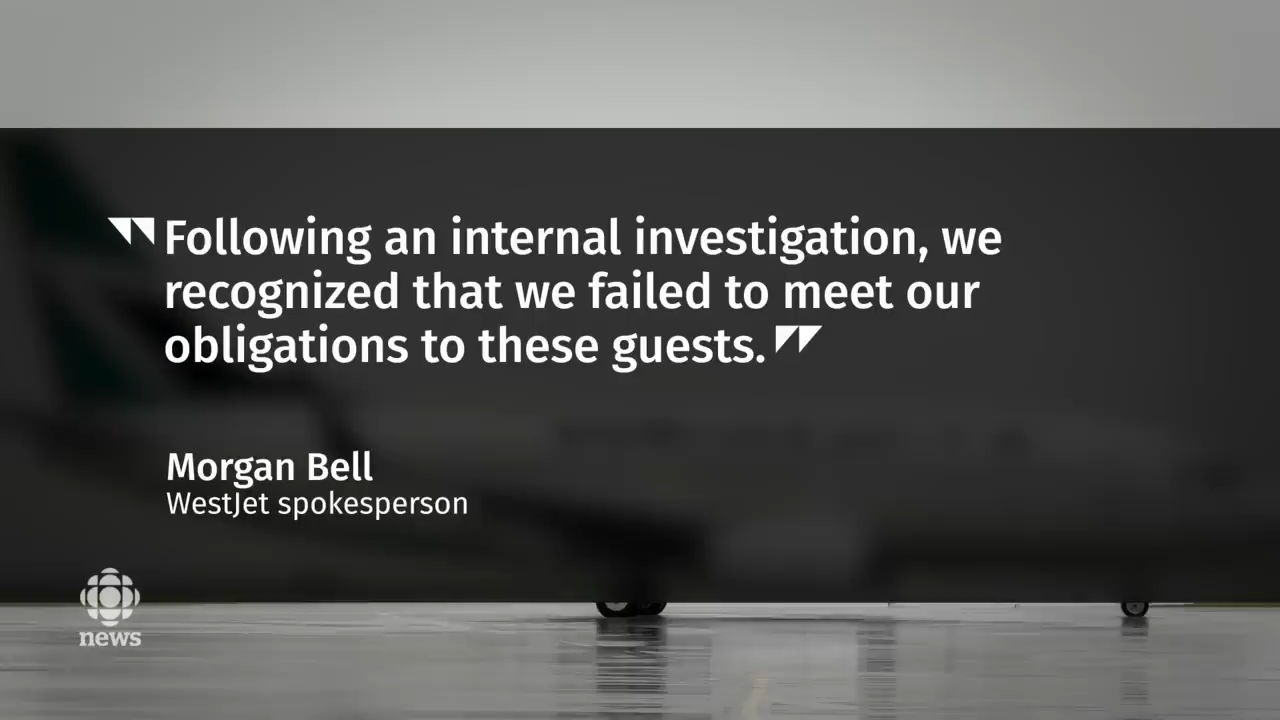 "Following an internal investigation, we
recognized that we failed to meet our
obligations to these guests."
Morgan Bell
WestJet spokesperson
news